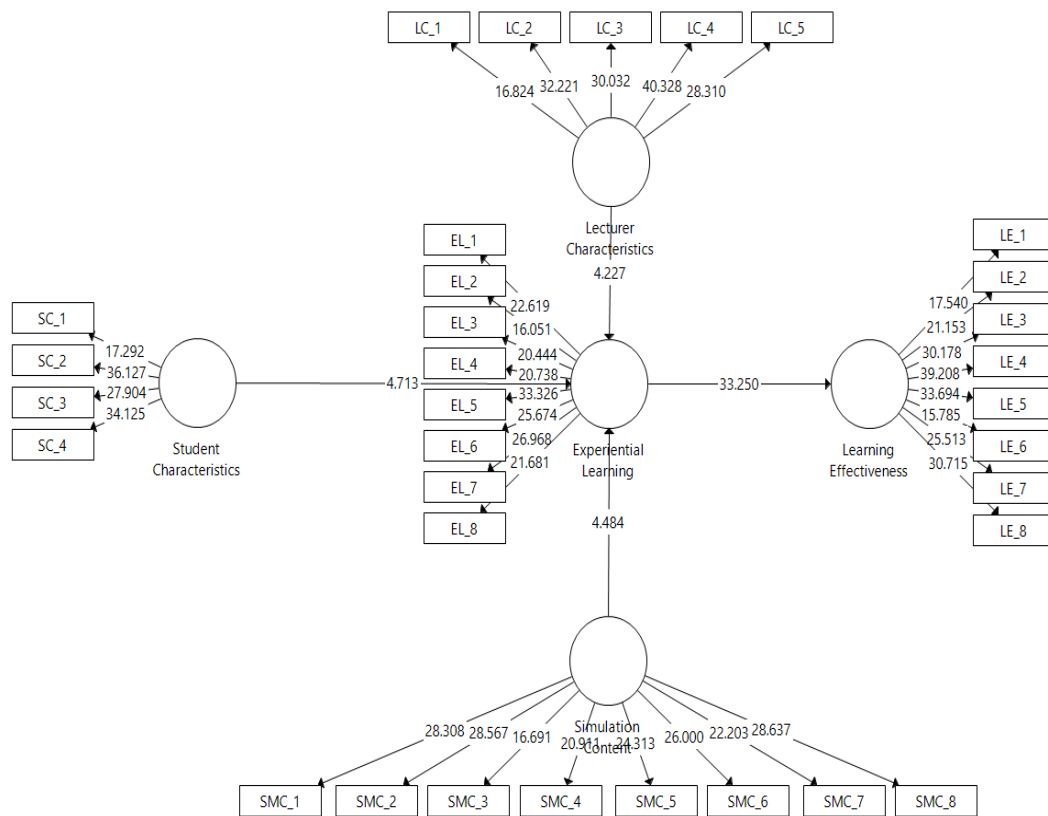 LC_1 LC_2 LC_3 LC_4 LC_5
16.824 32.221 30.032 40.328 28.310
Lecturer
Characteristics
4.227
EL_1
EL_2
EL_3
EL_4
EL_5
EL_6
EL_7
EL_8
22.619
16.051
20.444
20.738
33.326
25.674
26.968
21.681
SC_1
SC_2
SC_3
SC_4
17.292
36.127
27.904
34.125
Student
Characteristics
4.713
Experiential
Learning
33.250
Learning
Effectiveness
17.540
21.153
30.178
39.208
33.694
15.785
25.513
30.715
LE_1
LE_2
LE_3
LE_4
LE_5
LE_6
LE_7
LE_8
4.484
Simulation
Content
28.308 28.567 16.691 20.911 24.313 26.000 22.203 28.637
SMC_1 SMC_2 SMC_3 SMC_4 SMC_5 SMC_6 SMC_7 SMC_8